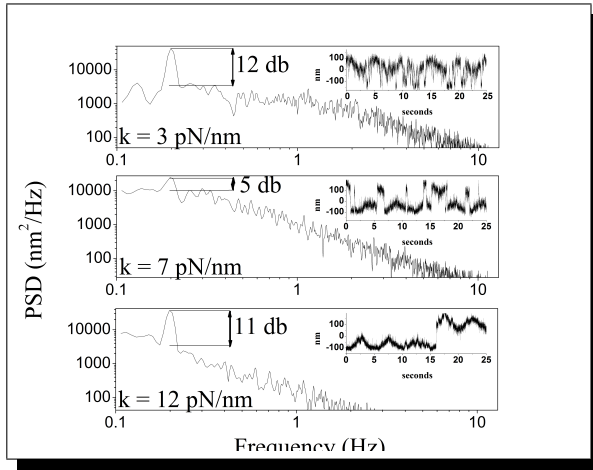 PSD (nm²/Hz)
10000
1000
100
12 db
k = 3 pN/nm
0.1
1
10
nm
100
0
-100
0 5 10 15 20 25
seconds
10000
1000
100
5 db
k = 7 pN/nm
0.1
1
10
nm
100
0
-100
0 5 10 15 20 25
seconds
10000
1000
100
11 db
k = 12 pN/nm
0.1
1
10
nm
100
0
-100
0 5 10 15 20 25
seconds
Frequency (Hz)